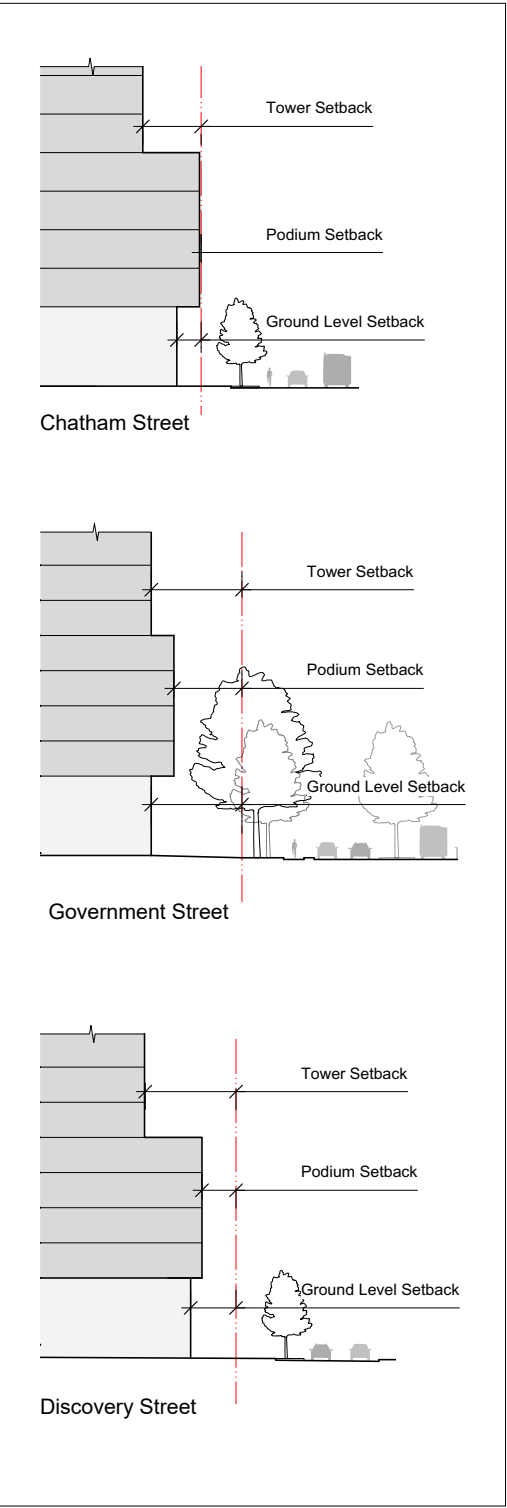 Tower Setback
Podium Setback
Ground Level Setback
Chatham Street
Tower Setback
Podium Setback
Ground Level Setback
Government Street
Tower Setback
Podium Setback
Ground Level Setback
Discovery Street